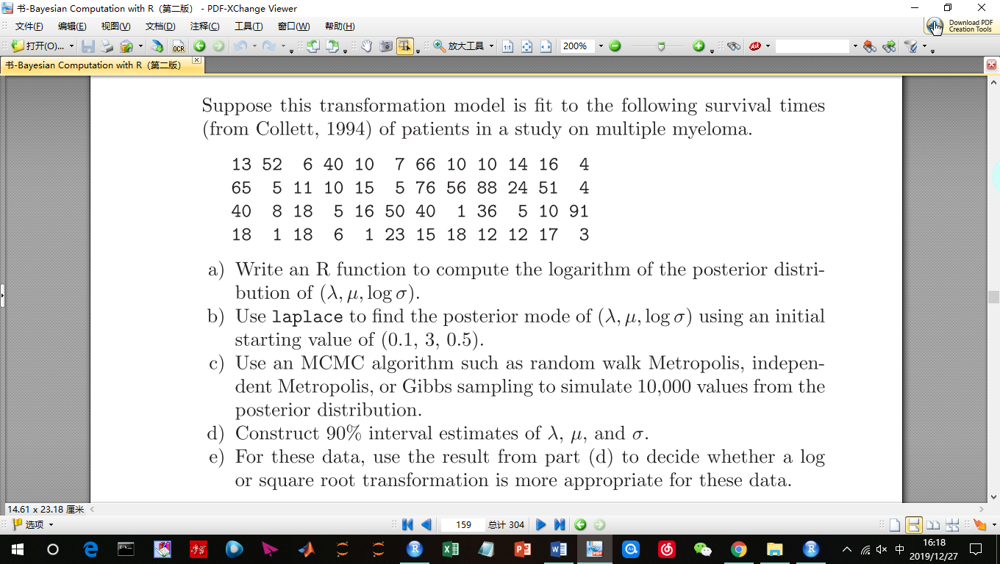 书-Bayesian Computation with R（第二版） - PDF-XChange Viewer
文件(F) 编辑(E) 视图(V) 文档(D) 注释(C) 工具(T) 窗口(W) 帮助(H)
Download PDF
Creation Tools
打开(O)... OCR 放大工具 1:1 200% ask
书-Bayesian Computation with R（第二版）
Suppose this transformation model is fit to the following survival times
(from Collett, 1994) of patients in a study on multiple myeloma.
13 52 6 40 10 7 66 10 10 14 16 4
65 5 11 10 15 5 76 56 88 24 51 4
40 8 18 5 16 50 40 1 36 5 10 91
18 1 18 6 1 23 15 18 12 12 17 3
a) Write an R function to compute the logarithm of the posterior distri-
bution of (λ, μ, log σ).
b) Use laplace to find the posterior mode of (λ, μ, log σ) using an initial
starting value of (0.1, 3, 0.5).
c) Use an MCMC algorithm such as random walk Metropolis, indepen-
dent Metropolis, or Gibbs sampling to simulate 10,000 values from the
posterior distribution.
d) Construct 90% interval estimates of λ, μ, and σ.
e) For these data, use the result from part (d) to decide whether a log
or square root transformation is more appropriate for these data.
14.61 x 23.18 厘米
选项 159 总计 304
中 16:18
2019/12/27